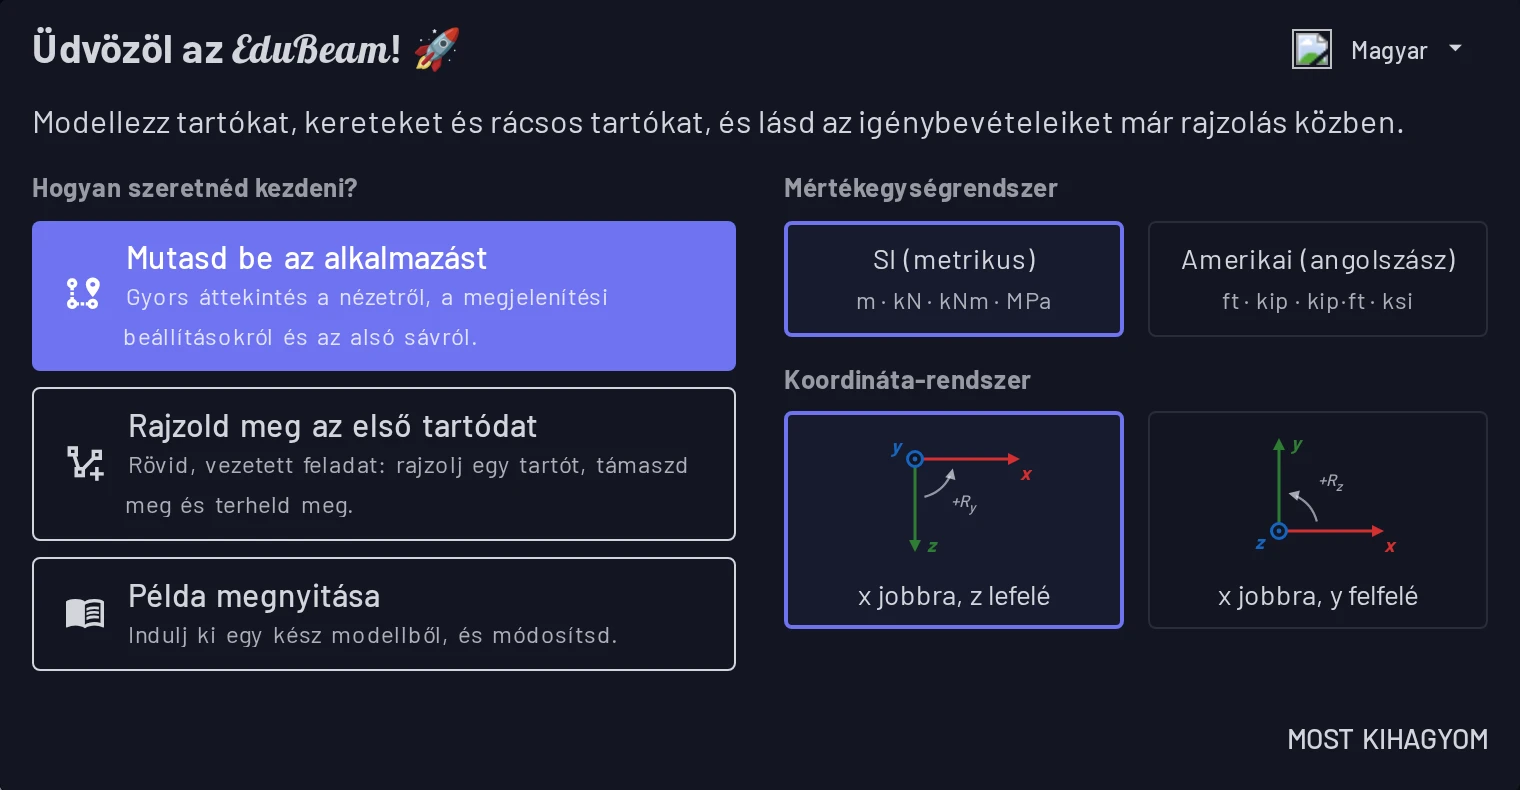 Üdvözöl az EduBeam! 🚀
Magyar
Modellezz tartókat, kereteket és rácsos tartókat, és lásd az igénybevételeiket már rajzolás közben.
Hogyan szeretnéd kezdeni?
Mutasd be az alkalmazást
Gyors áttekintés a nézetről, a megjelenítési
beállításokról és az alsó sávról.
Rajzold meg az első tartódat
Rövid, vezetett feladat: rajzolj egy tartót, támaszd
meg és terheld meg.
Példa megnyitása
Indulj ki egy kész modellből, és módosítsd.
Mértékegységrendszer
SI (metrikus)
m · kN · kNm · MPa
Amerikai (angolszász)
ft · kip · kip·ft · ksi
Koordináta-rendszer
y
x
+Ry
z
x jobbra, z lefelé
y
+Rz
z
x
x jobbra, y felfelé
MOST KIHAGYOM